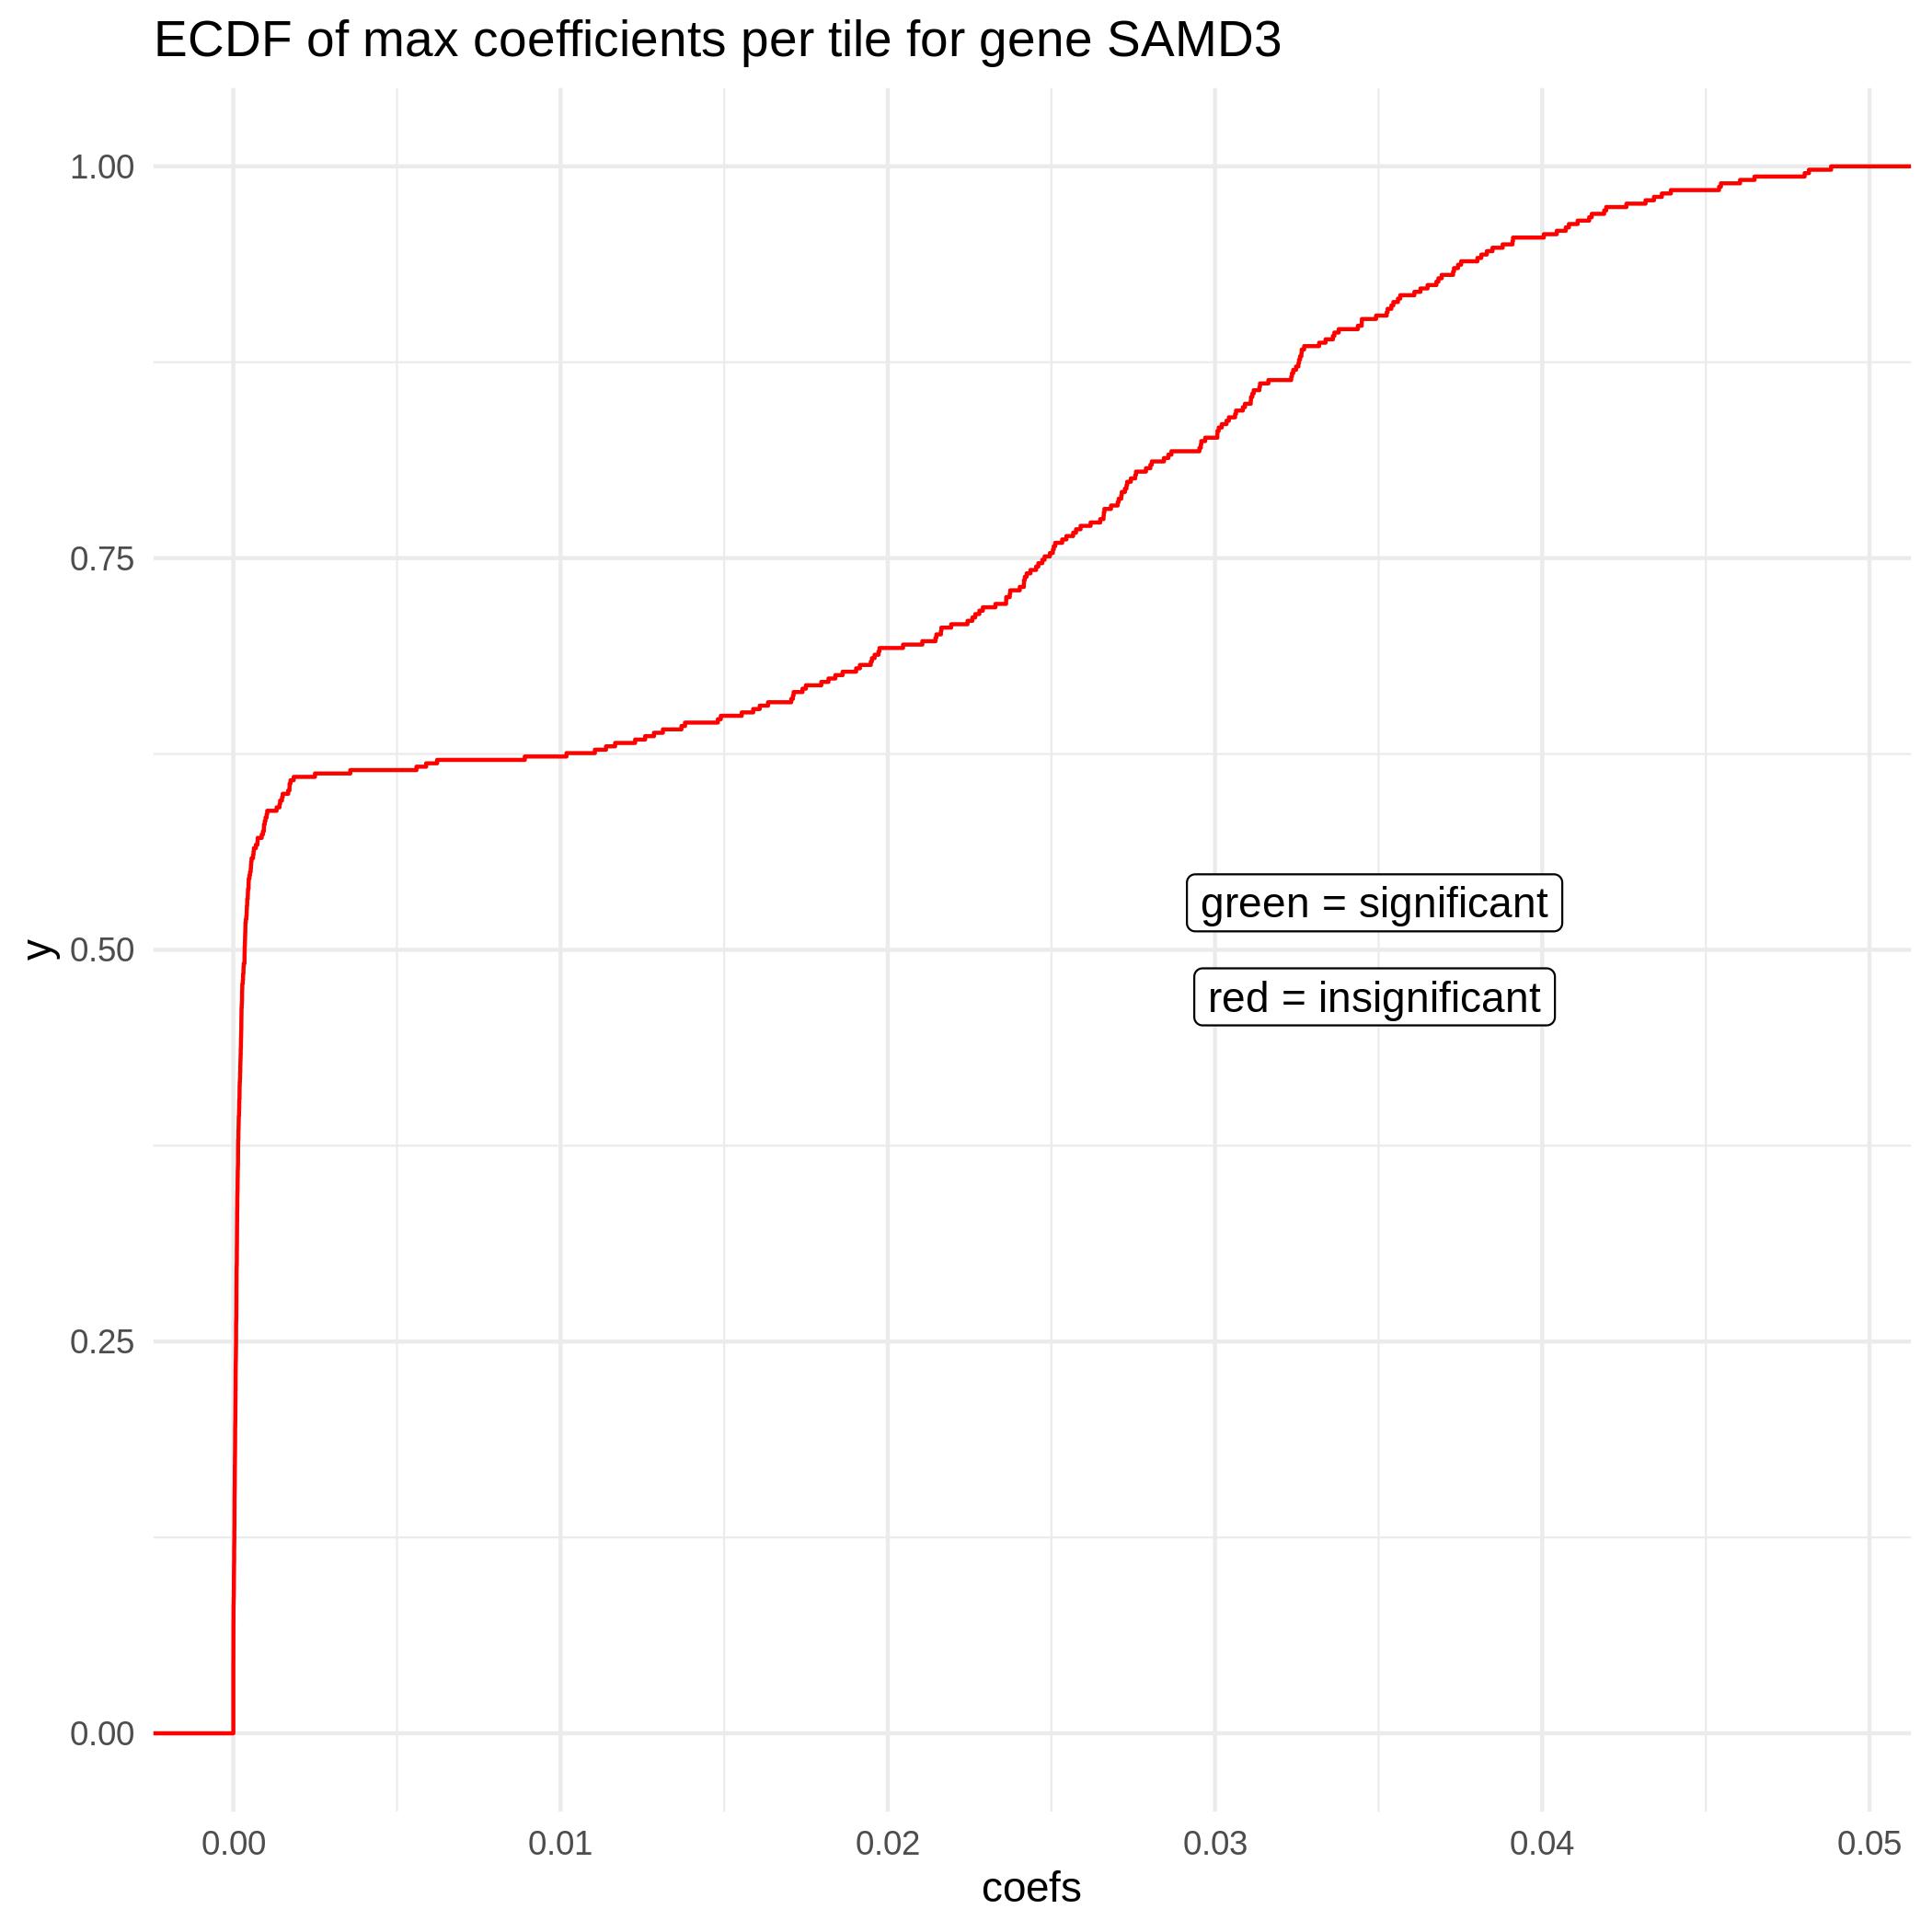 ECDF of max coefficients per tile for gene SAMD3
1.00
0.75
0.50
0.25
0.00
y
green = significant
red = insignificant
0.00 0.01 0.02 0.03 0.04 0.05
coefs